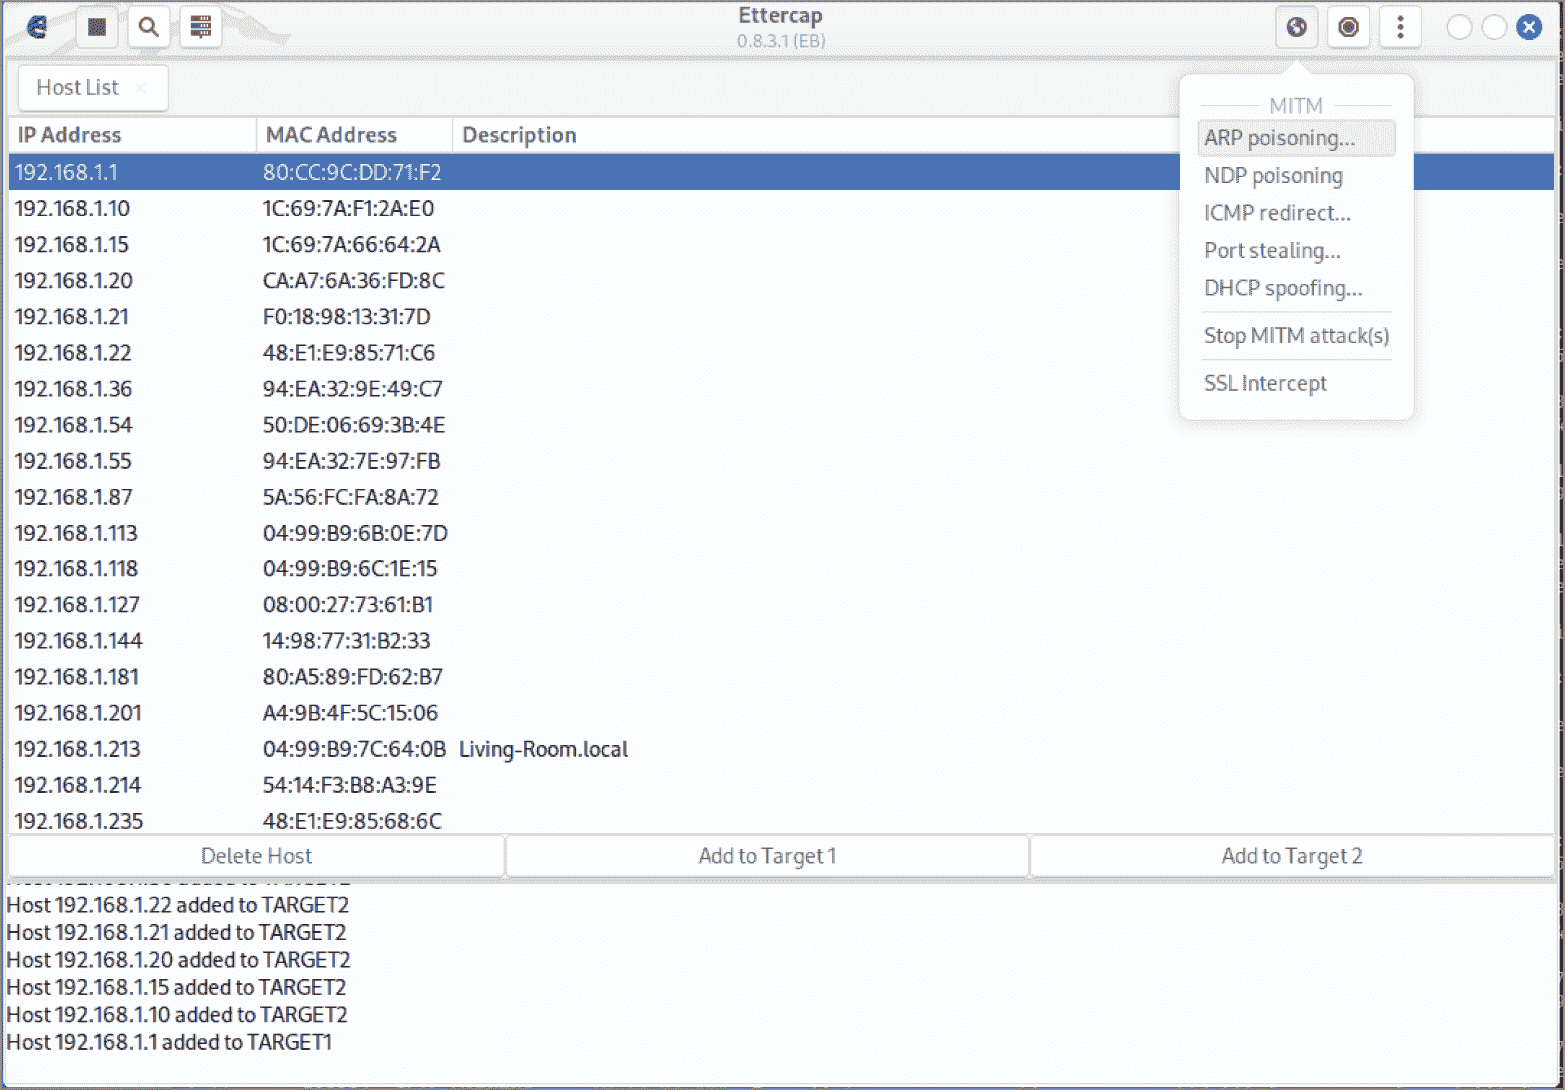 Ettercap
0.8.3.1 (EB)
Host List
MITM
ARP poisoning...
NDP poisoning
ICMP redirect...
Port stealing...
DHCP spoofing...
Stop MITM attack(s)
SSL Intercept
IP Address MAC Address Description
192.168.1.1 80:CC:9C:DD:71:F2
192.168.1.10 1C:69:7A:F1:2A:E0
192.168.1.15 1C:69:7A:66:64:2A
192.168.1.20 CA:A7:6A:36:FD:8C
192.168.1.21 F0:18:98:13:31:7D
192.168.1.22 48:E1:E9:85:71:C6
192.168.1.36 94:EA:32:9E:49:C7
192.168.1.54 50:DE:06:69:3B:4E
192.168.1.55 94:EA:32:7E:97:FB
192.168.1.87 5A:56:FC:FA:8A:72
192.168.1.113 04:99:B9:6B:0E:7D
192.168.1.118 04:99:B9:6C:1E:15
192.168.1.127 08:00:27:73:61:B1
192.168.1.144 14:98:77:31:B2:33
192.168.1.181 80:A5:89:FD:62:B7
192.168.1.201 A4:9B:4F:5C:15:06
192.168.1.213 04:99:B9:7C:64:0B Living-Room.local
192.168.1.214 54:14:F3:B8:A3:9E
192.168.1.235 48:E1:E9:85:68:6C
Delete Host Add to Target 1 Add to Target 2
Host 192.168.1.22 added to TARGET2
Host 192.168.1.21 added to TARGET2
Host 192.168.1.20 added to TARGET2
Host 192.168.1.15 added to TARGET2
Host 192.168.1.10 added to TARGET2
Host 192.168.1.1 added to TARGET1